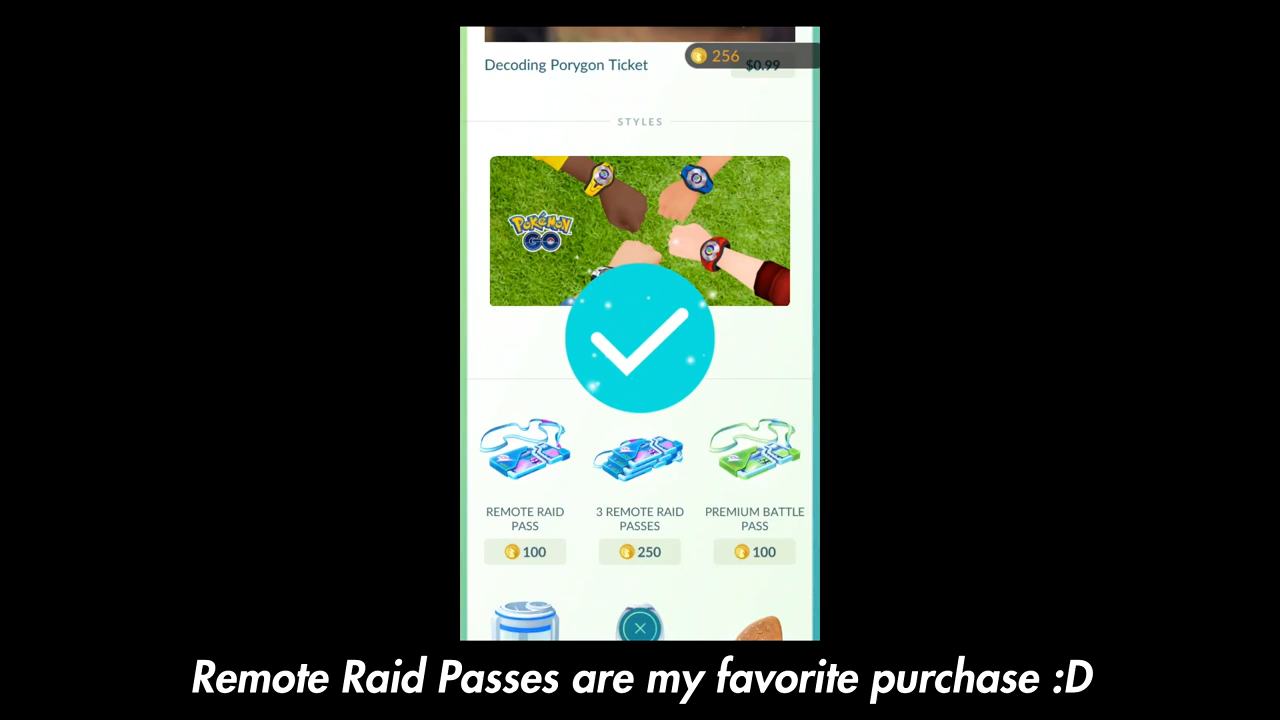 256
Decoding Porygon Ticket
$0.99
STYLES
Pokémon
GO
REMOTE RAID
PASS
3 REMOTE RAID
PASSES
PREMIUM BATTLE
PASS
100
250
100
Remote Raid Passes are my favorite purchase :D